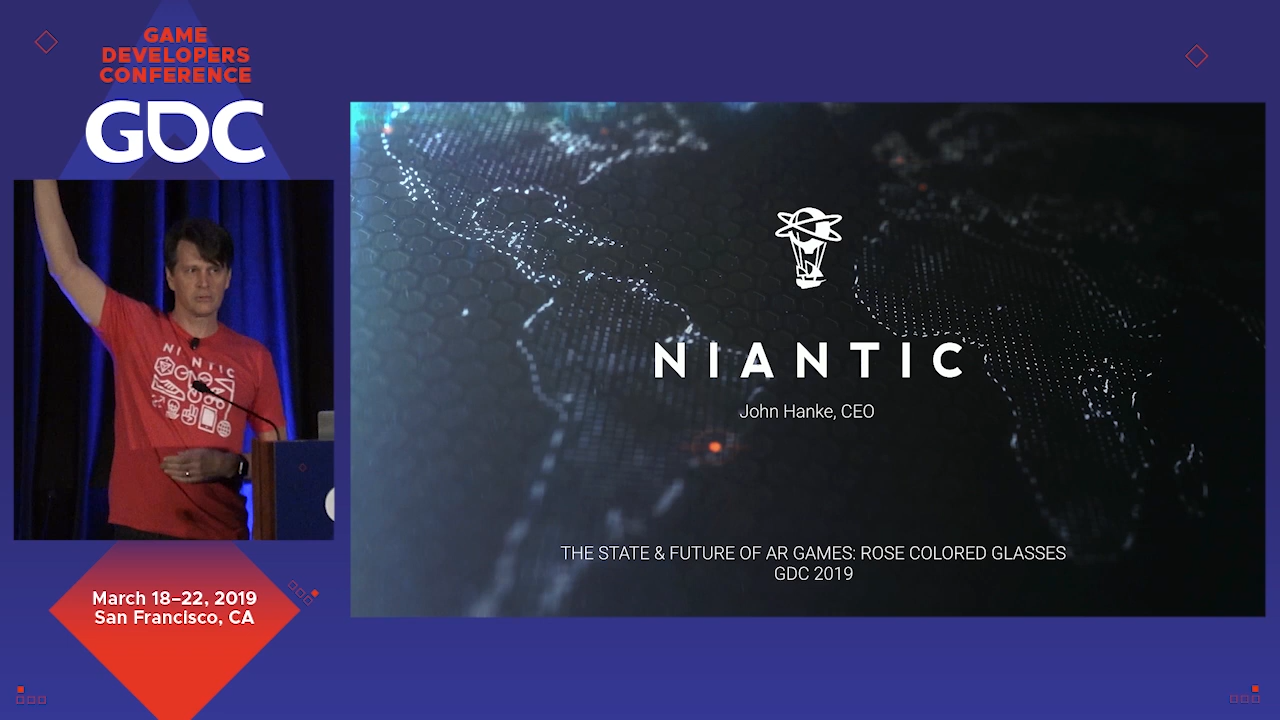 GAME
DEVELOPERS
CONFERENCE
GDC
NIANTIC
NIANTIC
John Hanke, CEO
THE STATE & FUTURE OF AR GAMES: ROSE COLORED GLASSES
GDC 2019
March 18–22, 2019
San Francisco, CA